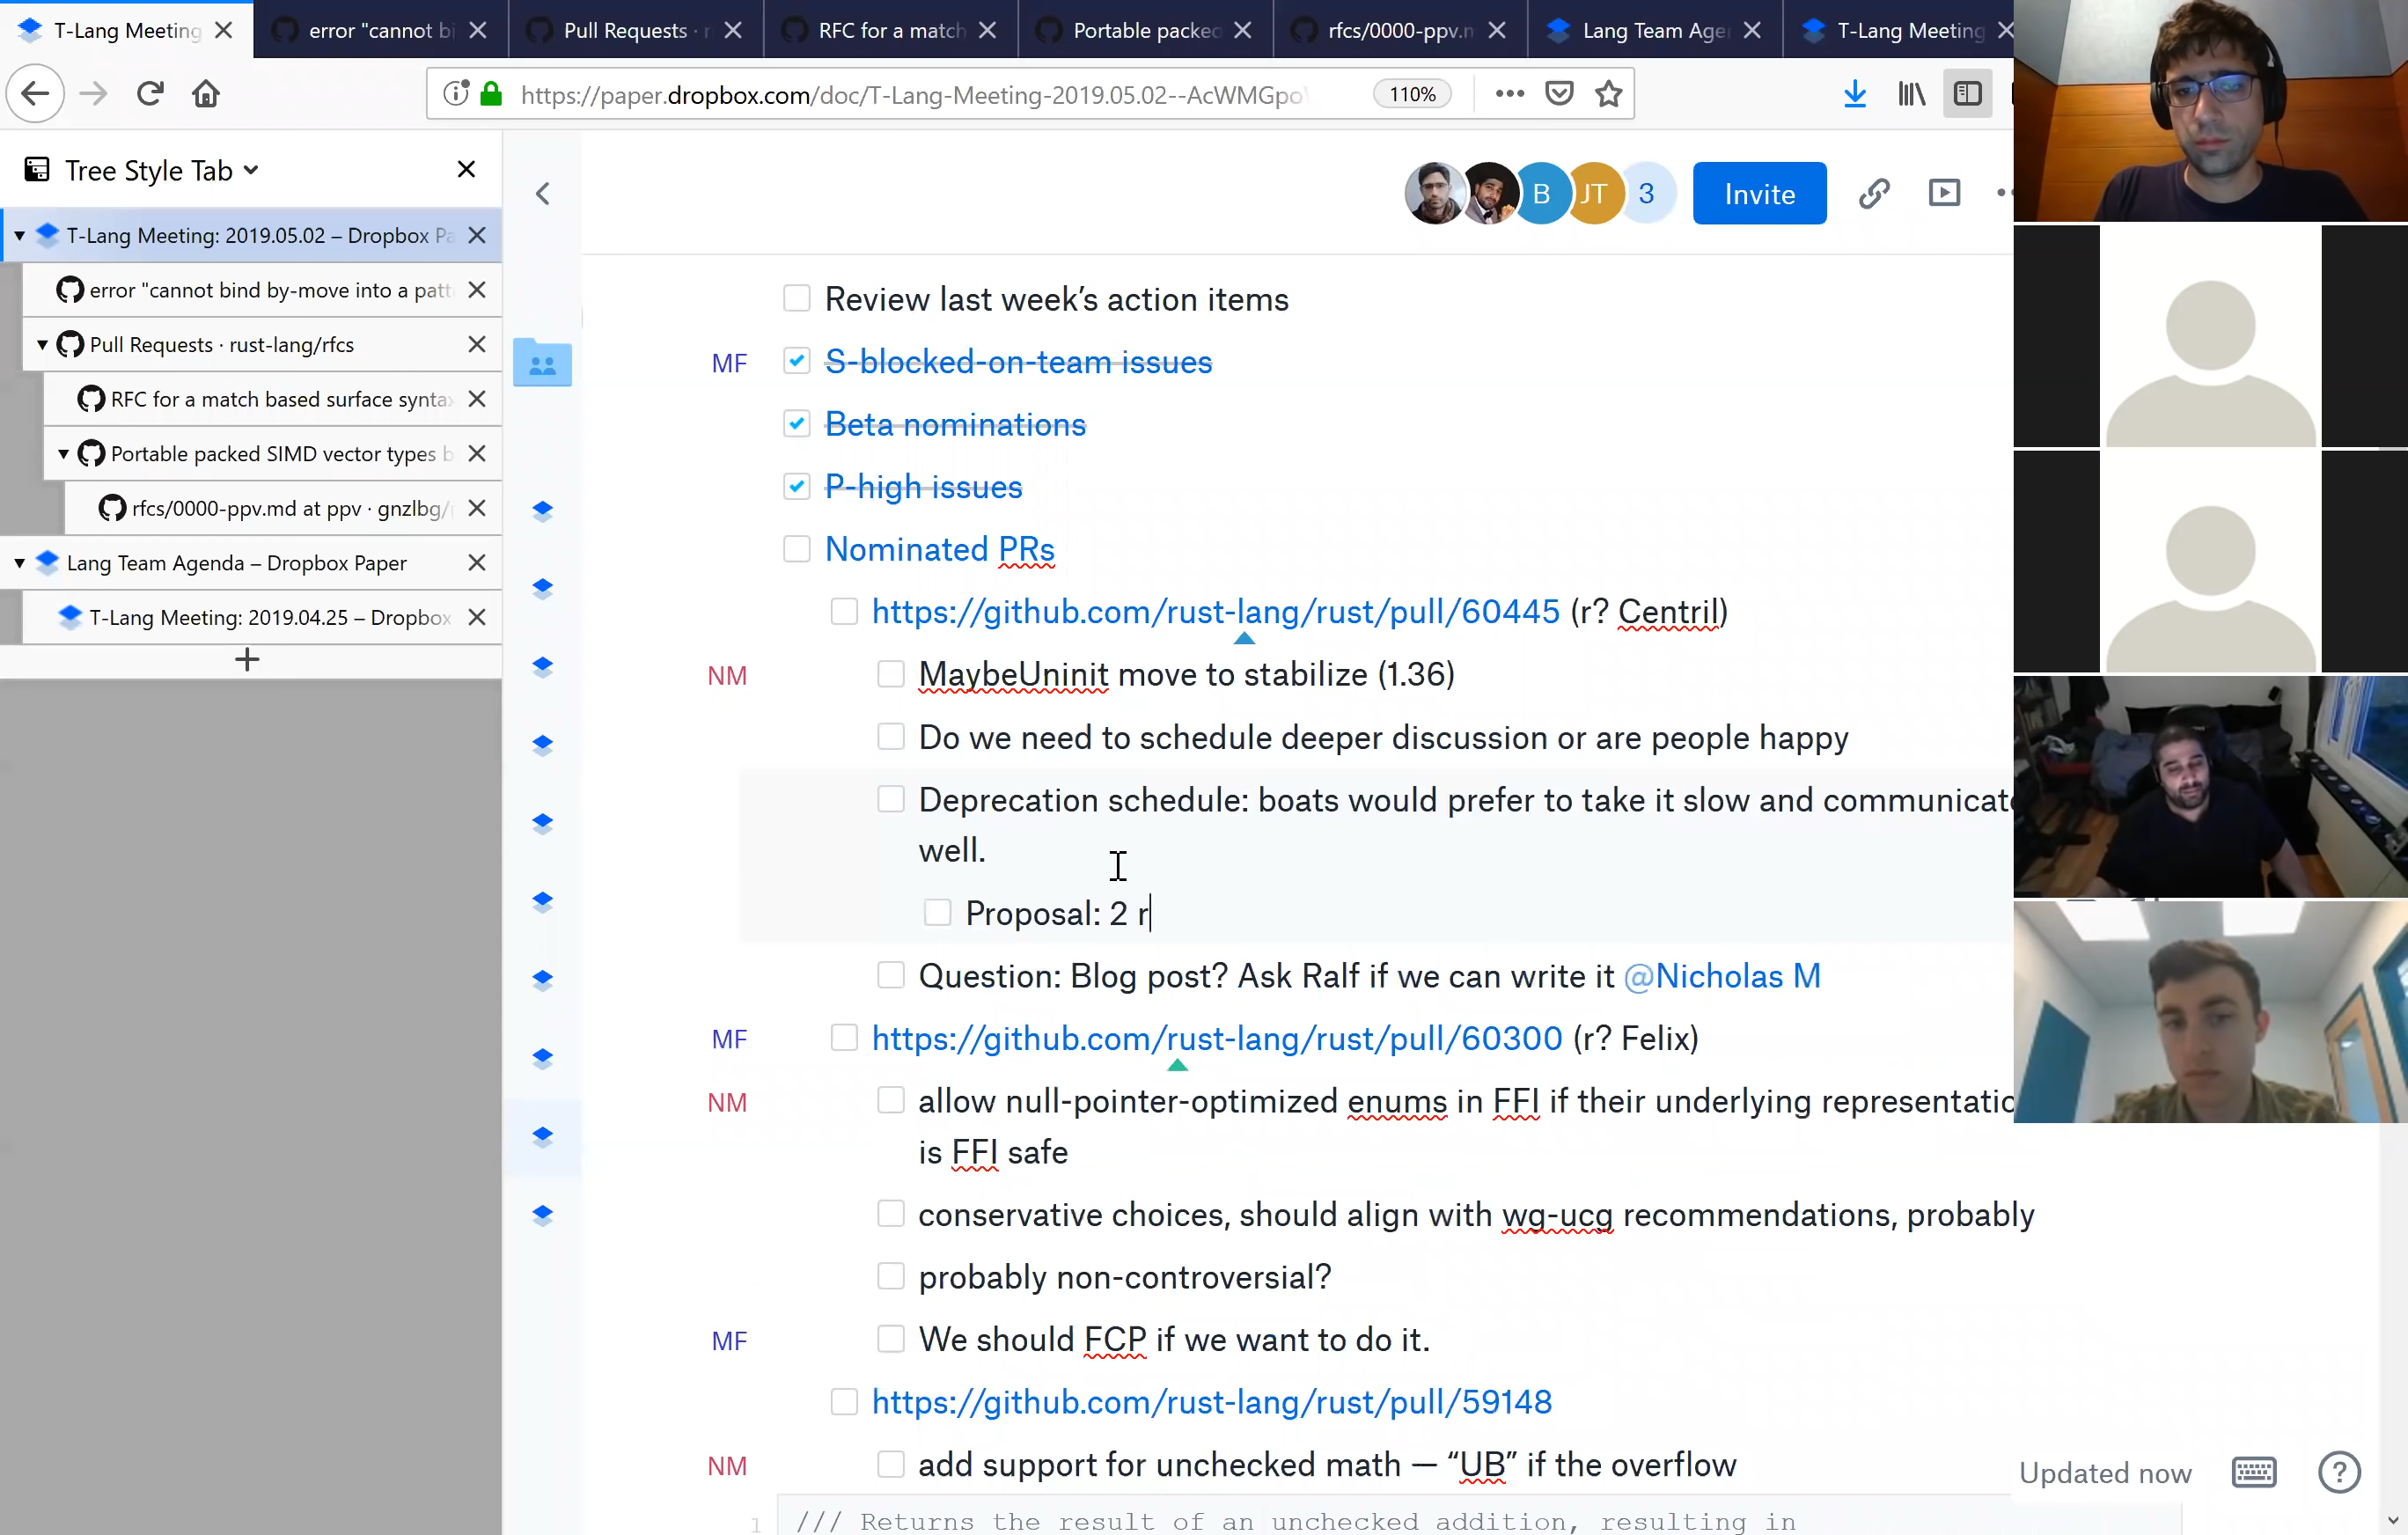 T-Lang Meeting
error "cannot bi
Pull Requests ·
RFC for a match
Portable packed
rfcs/0000-ppv.n
Lang Team Age
T-Lang Meeting
https://paper.dropbox.com/doc/T-Lang-Meeting-2019.05.02--AcWMGpo
110%
Tree Style Tab
T-Lang Meeting: 2019.05.02 – Dropbox Pa
error "cannot bind by-move into a patt
Pull Requests · rust-lang/rfcs
RFC for a match based surface synta
Portable packed SIMD vector types b
rfcs/0000-ppv.md at ppv · gnzlbg/
Lang Team Agenda – Dropbox Paper
T-Lang Meeting: 2019.04.25 – Dropbox
B JT 3 Invite
Review last week’s action items
MF S-blocked-on-team issues
Beta nominations
P-high issues
Nominated PRs
https://github.com/rust-lang/rust/pull/60445 (r? Centril)
NM MaybeUninit move to stabilize (1.36)
Do we need to schedule deeper discussion or are people happy
Deprecation schedule: boats would prefer to take it slow and communicate
well.
Proposal: 2 r
Question: Blog post? Ask Ralf if we can write it @Nicholas M
MF https://github.com/rust-lang/rust/pull/60300 (r? Felix)
NM allow null-pointer-optimized enums in FFI if their underlying representatio
is FFI safe
conservative choices, should align with wg-ucg recommendations, probably
probably non-controversial?
MF We should FCP if we want to do it.
https://github.com/rust-lang/rust/pull/59148
NM add support for unchecked math — “UB” if the overflow
Updated now
1 /// Returns the result of an unchecked addition, resulting in